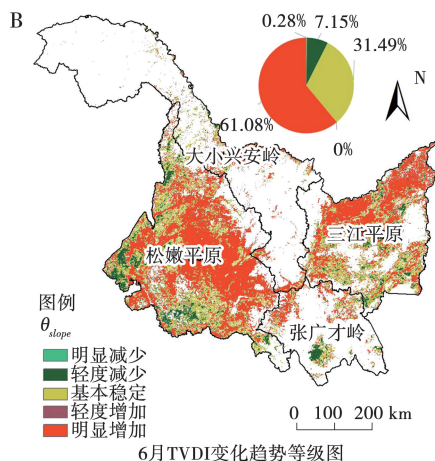 B
0.28%
7.15%
31.49%
N
61.08%
0%
大小兴安岭
三江平原
松嫩平原
张广才岭
图例
θslope
明显减少
轻度减少
基本稳定
轻度增加
明显增加
0 100 200 km
6月TVDI变化趋势等级图